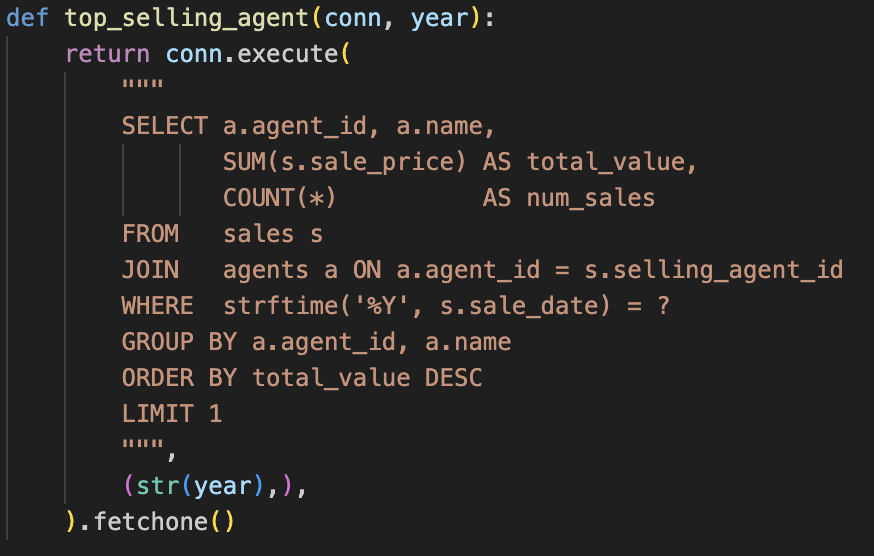 def top_selling_agent(conn, year):
    return conn.execute(
        """
        SELECT a.agent_id, a.name,
               SUM(s.sale_price) AS total_value,
               COUNT(*)          AS num_sales
        FROM   sales s
        JOIN   agents a ON a.agent_id = s.selling_agent_id
        WHERE  strftime('%Y', s.sale_date) = ?
        GROUP BY a.agent_id, a.name
        ORDER BY total_value DESC
        LIMIT 1
        """,
        (str(year),),
    ).fetchone()